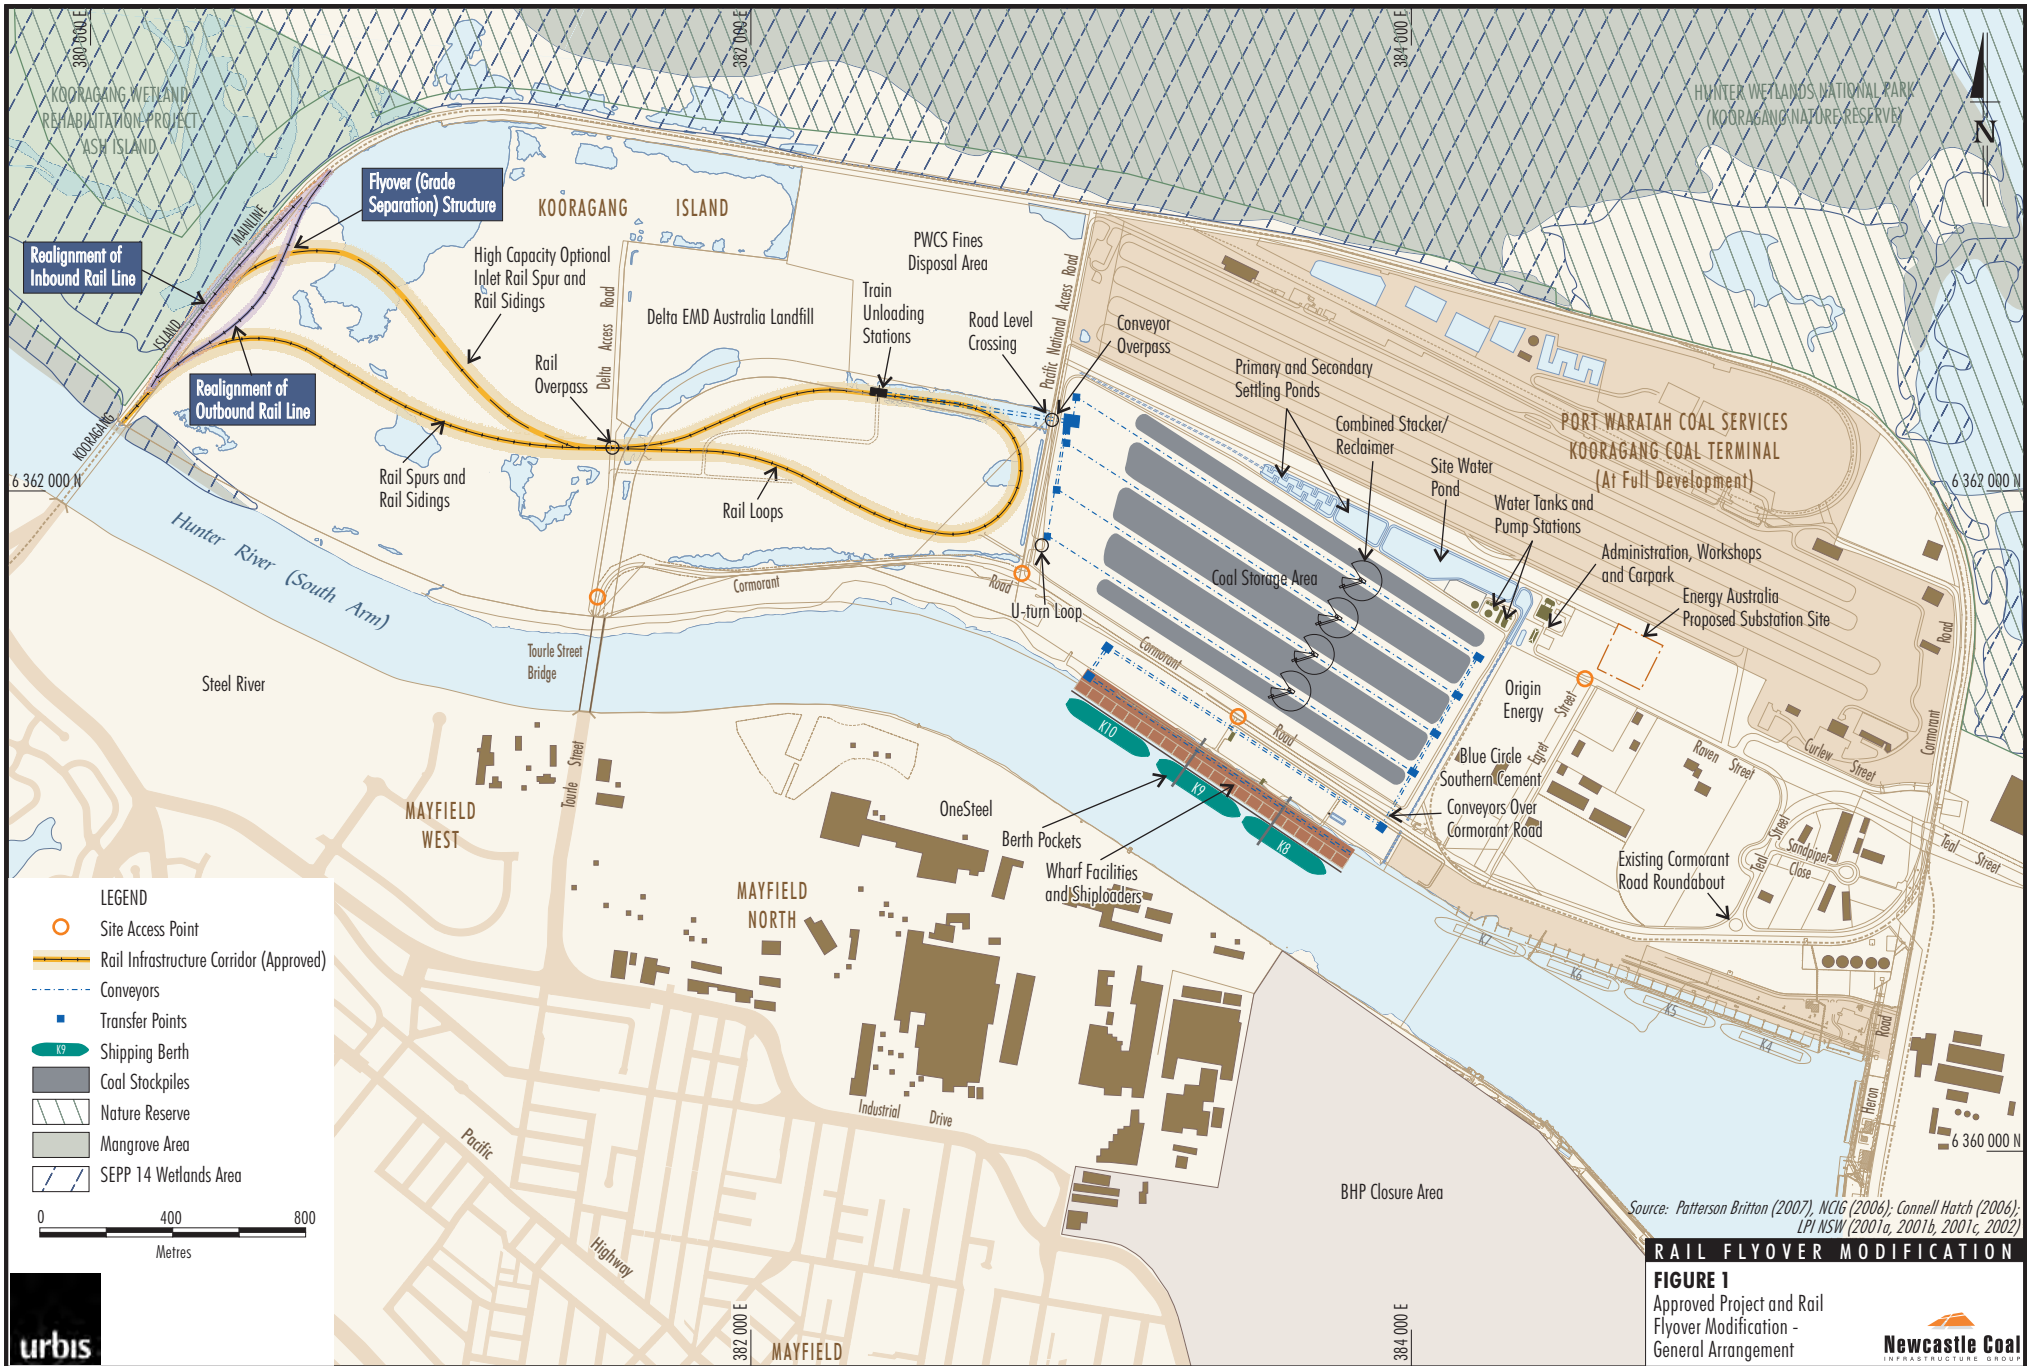 380 000 E
382 000 E
384 000 E
KOORAGANG WETLAND
REHABILITATION PROJECT
ASH ISLAND
HUNTER WETLANDS NATIONAL PARK
(KOORAGANG NATURE RESERVE)
N
Flyover (Grade
Separation) Structure
KOORAGANG ISLAND
MAINLINE
ISLAND
KOORAGANG
Realignment of
Inbound Rail Line
Realignment of
Outbound Rail Line
High Capacity Optional
Inlet Rail Spur and
Rail Sidings
PWCS Fines
Disposal Area
Delta Access Road
Delta EMD Australia Landfill
Train
Unloading
Stations
Road Level
Crossing
Pacific National Access Road
Conveyor
Overpass
Rail
Overpass
Primary and Secondary
Settling Ponds
Combined Stacker/
Reclaimer
Site Water
Pond
PORT WARATAH COAL SERVICES
KOORAGANG COAL TERMINAL
(At Full Development)
Water Tanks and
Pump Stations
6 362 000 N
6 362 000 N
Rail Spurs and
Rail Sidings
Rail Loops
Hunter River (South Arm)
Cormorant Road
U-turn Loop
Coal Storage Area
Administration, Workshops
and Carpark
Energy Australia
Proposed Substation Site
Road
Cormorant
Tourle Street
Bridge
Steel River
Cormorant
Road
Origin
Energy
Street
Egret
Blue Circle
Southern Cement
Raven Street
Curlew Street
K10
K9
K8
Tourle Street
MAYFIELD
WEST
OneSteel
Berth Pockets
Wharf Facilities
and Shiploaders
Conveyors Over
Cormorant Road
Existing Cormorant
Road Roundabout
Teal Street
Sandpiper
Close
Teal Street
MAYFIELD
NORTH
K7
K6
K5
K4
Road
Heron
LEGEND
Site Access Point
Rail Infrastructure Corridor (Approved)
Conveyors
Transfer Points
K9
Shipping Berth
Coal Stockpiles
Nature Reserve
Mangrove Area
SEPP 14 Wetlands Area
0 400 800
Metres
Industrial Drive
Pacific
Highway
BHP Closure Area
6 360 000 N
Source: Patterson Britton (2007), NCIG (2006); Connell Hatch (2006);
LPI NSW (2001a, 2001b, 2001c, 2002)
RAIL FLYOVER MODIFICATION
FIGURE 1
Approved Project and Rail
Flyover Modification -
General Arrangement
Newcastle Coal
INFRASTRUCTURE GROUP
urbis
382 000 E
MAYFIELD
384 000 E